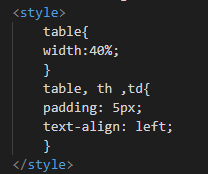 <style>
table{
width:40%;
}
table, th ,td{
padding: 5px;
text-align: left;
}
</style>